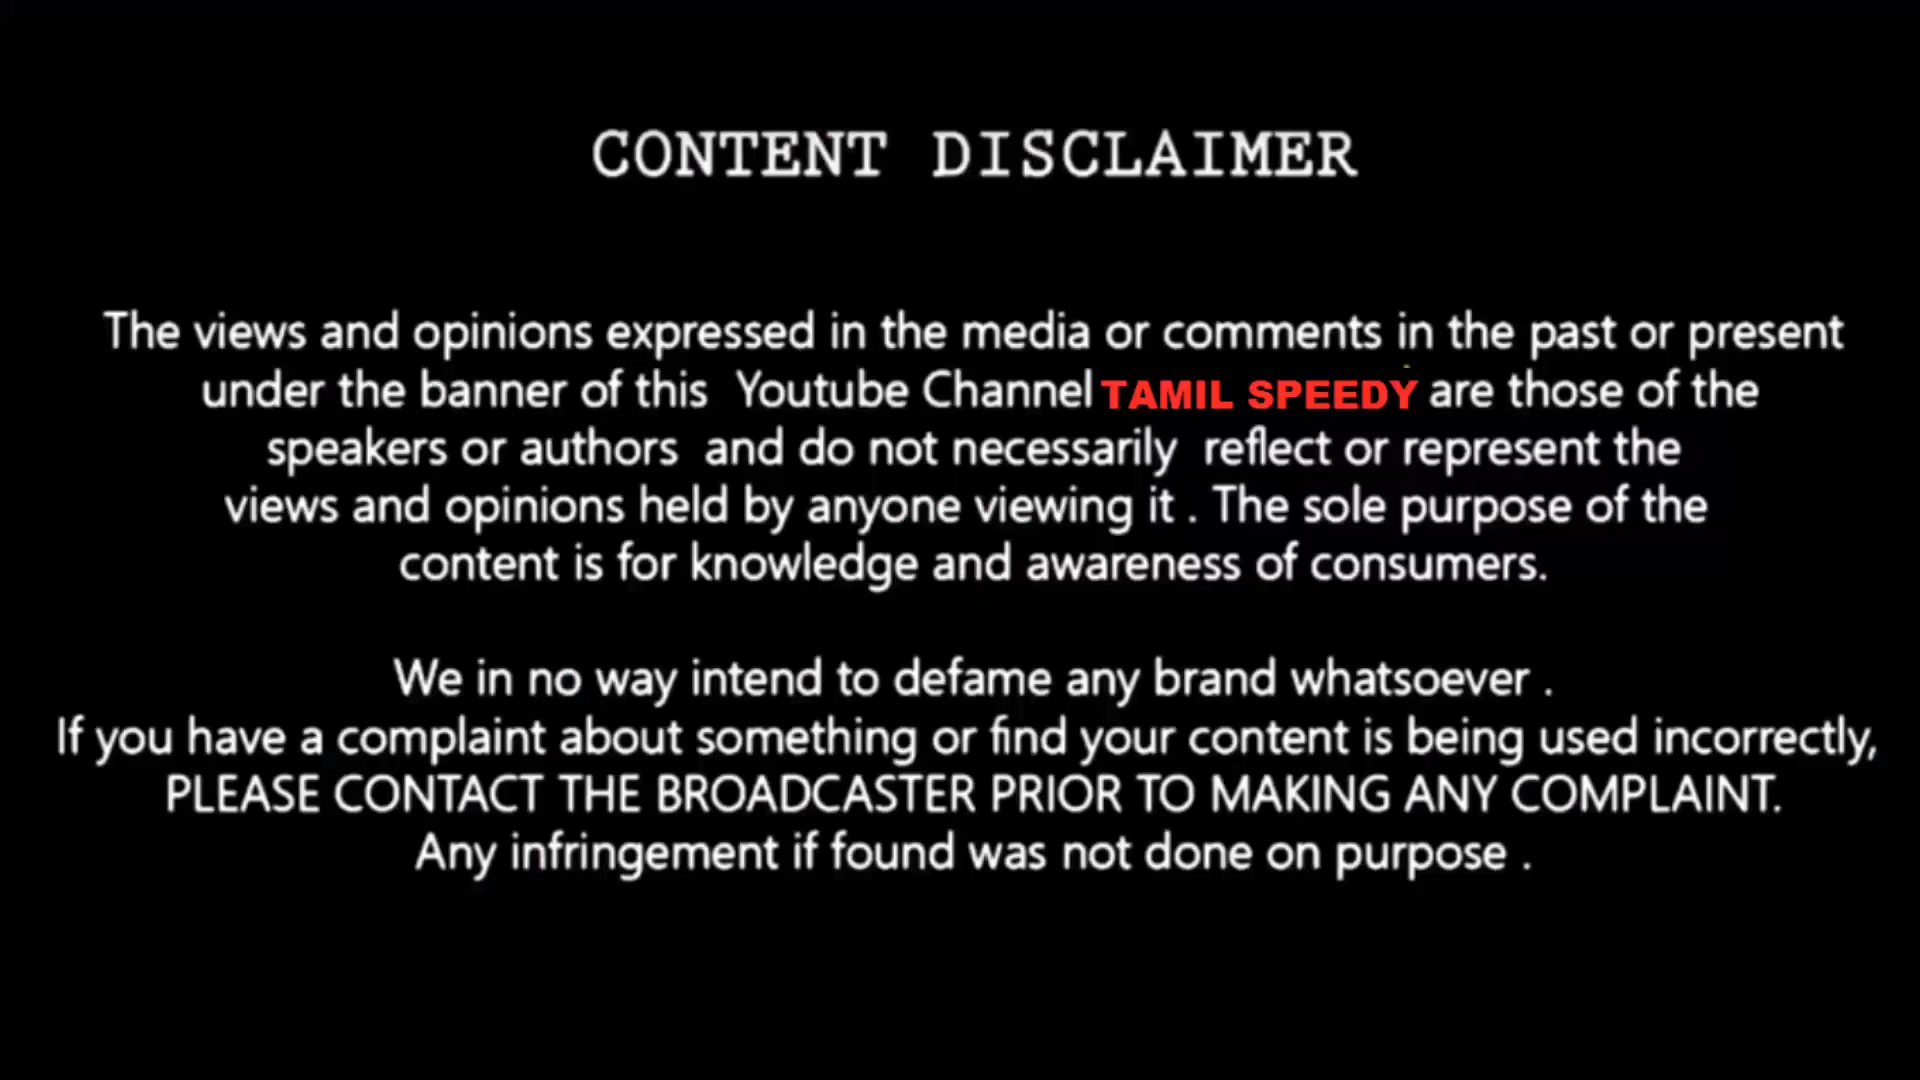 CONTENT DISCLAIMER
The views and opinions expressed in the media or comments in the past or present
under the banner of this Youtube Channel TAMIL SPEEDY are those of the
speakers or authors and do not necessarily reflect or represent the
views and opinions held by anyone viewing it . The sole purpose of the
content is for knowledge and awareness of consumers.
We in no way intend to defame any brand whatsoever .
If you have a complaint about something or find your content is being used incorrectly,
PLEASE CONTACT THE BROADCASTER PRIOR TO MAKING ANY COMPLAINT.
Any infringement if found was not done on purpose .